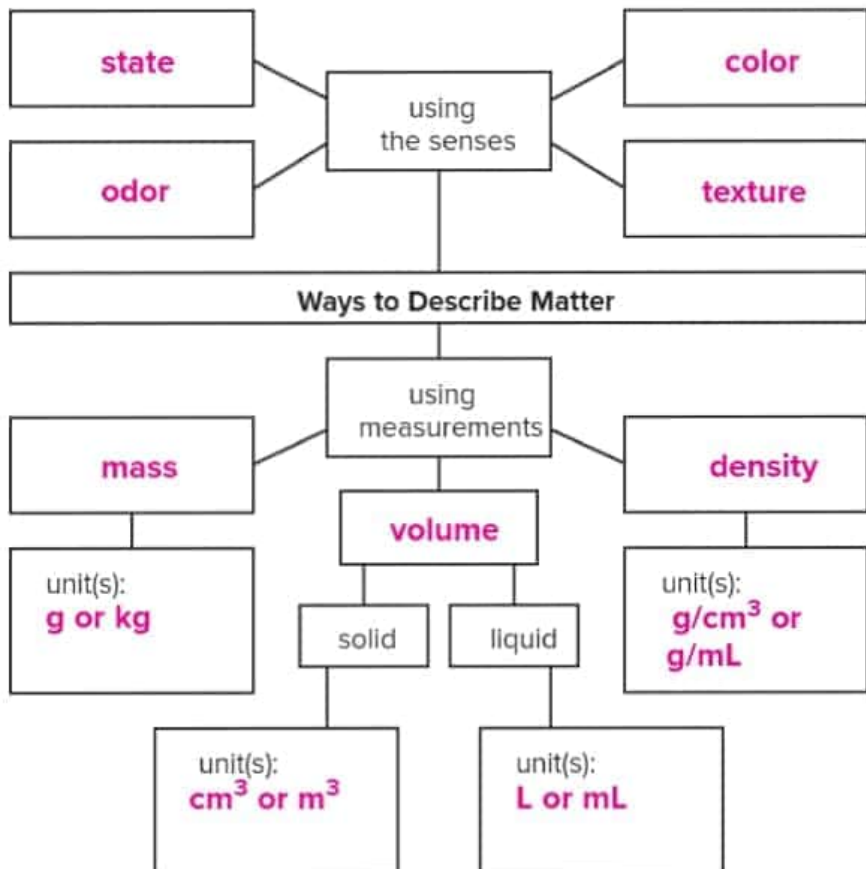 state
color
using
the senses
odor
texture
Ways to Describe Matter
using
measurements
mass
density
volume
unit(s):
g or kg
unit(s):
g/cm³ or
g/mL
solid
liquid
unit(s):
cm³ or m³
unit(s):
L or mL